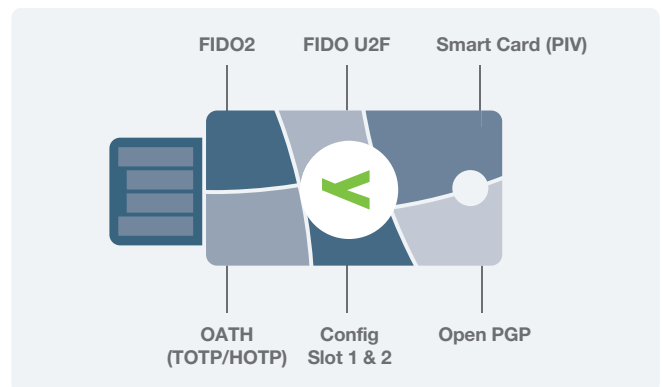 FIDO2 FIDO U2F Smart Card (PIV)
OATH Config Open PGP
(TOTP/HOTP) Slot 1 & 2